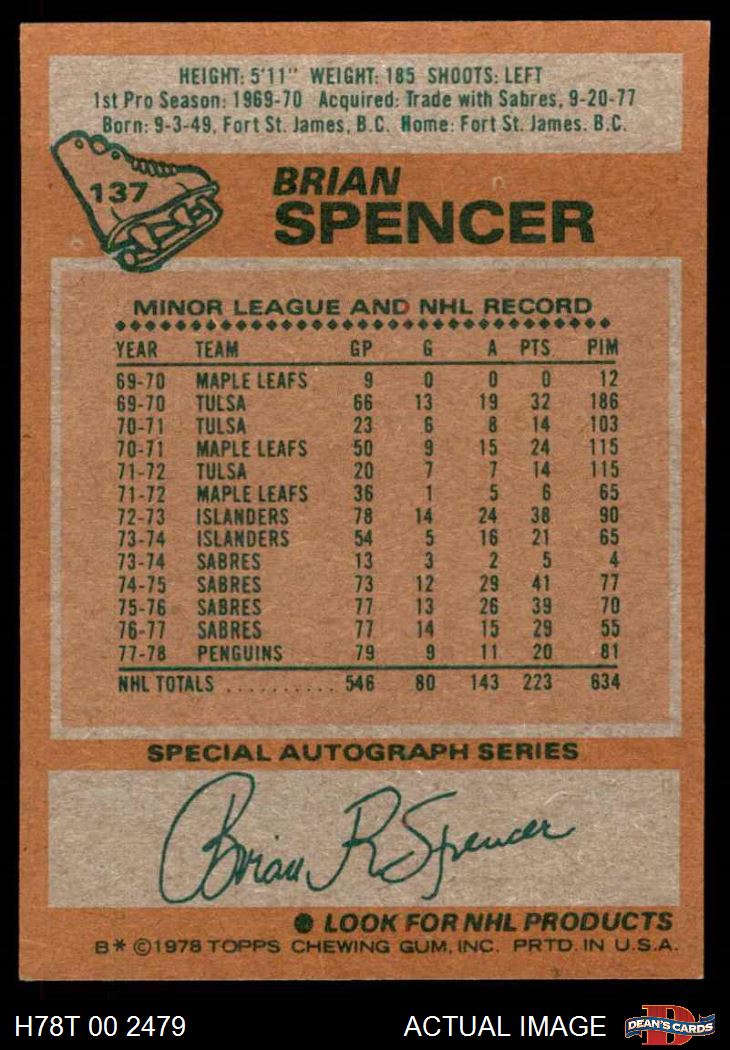 HEIGHT: 5'11" WEIGHT: 185 SHOOTS: LEFT
1st Pro Season: 1969-70 Acquired: Trade with Sabres, 9-20-77
Born: 9-3-49, Fort St. James, B.C. Home: Fort St. James. B.C.
137
BRIAN
SPENCER
MINOR LEAGUE AND NHL RECORD
YEAR TEAM GP G A PTS PIM
69-70 MAPLE LEAFS 9 0 0 0 12
69-70 TULSA 66 13 19 32 186
70-71 TULSA 23 6 8 14 103
70-71 MAPLE LEAFS 50 9 15 24 115
71-72 TULSA 20 7 7 14 115
71-72 MAPLE LEAFS 36 1 5 6 65
72-73 ISLANDERS 78 14 24 38 90
73-74 ISLANDERS 54 5 16 21 65
73-74 SABRES 13 3 2 5 4
74-75 SABRES 73 12 29 41 77
75-76 SABRES 77 13 26 39 70
76-77 SABRES 77 14 15 29 55
77-78 PENGUINS 79 9 11 20 81
NHL TOTALS .......... 546 80 143 223 634
SPECIAL AUTOGRAPH SERIES
Brian R Spencer
● LOOK FOR NHL PRODUCTS
B* ©1978 TOPPS CHEWING GUM, INC. PRTD. IN U.S.A.
H78T 00 2479 ACTUAL IMAGE D DEAN'S CARDS